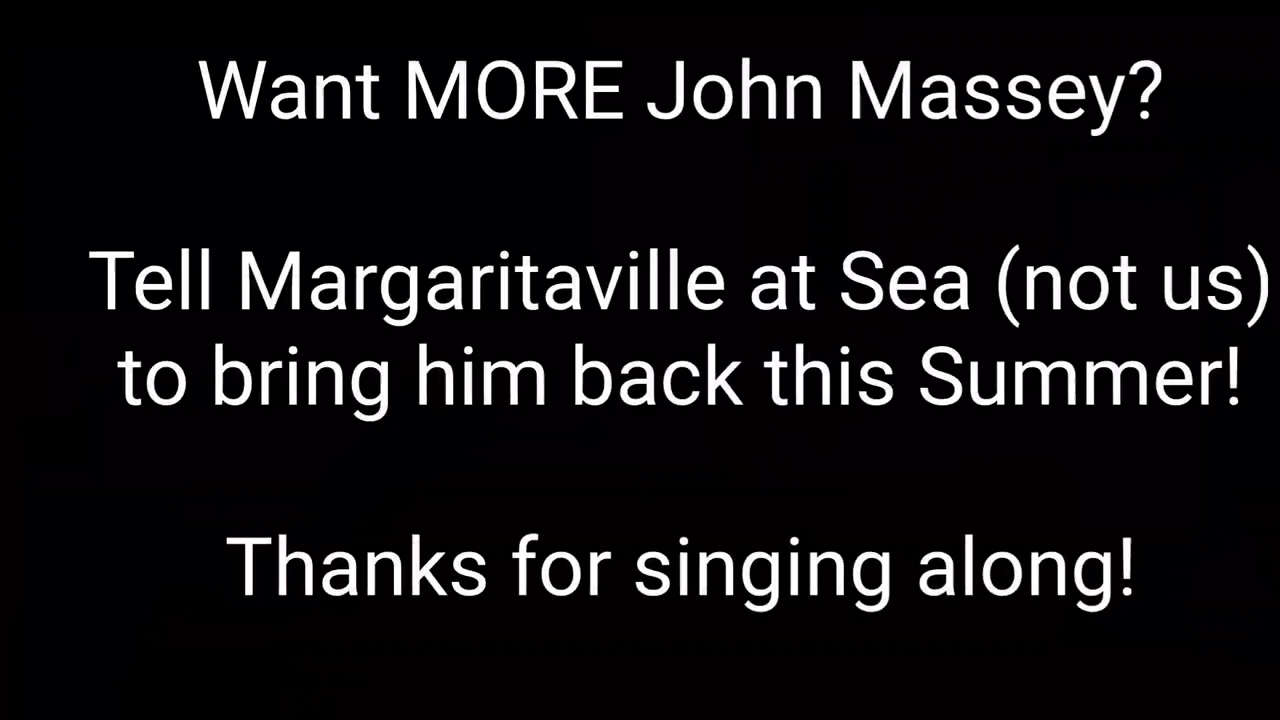 Want MORE John Massey?
Tell Margaritaville at Sea (not us)
to bring him back this Summer!
Thanks for singing along!